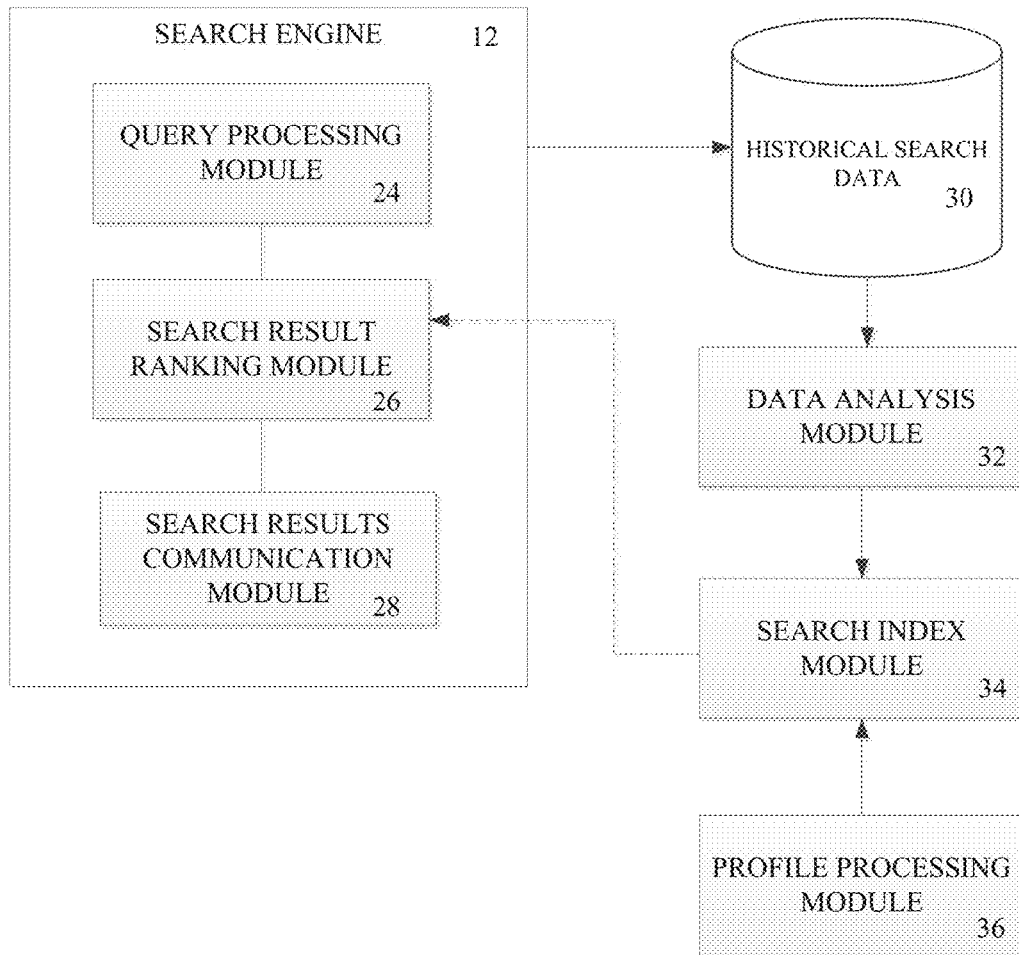 SEARCH ENGINE 12
QUERY PROCESSING
MODULE
24
SEARCH RESULT
RANKING MODULE
26
SEARCH RESULTS
COMMUNICATION
MODULE
28
HISTORICAL SEARCH
DATA
30
DATA ANALYSIS
MODULE
32
SEARCH INDEX
MODULE
34
PROFILE PROCESSING
MODULE
36